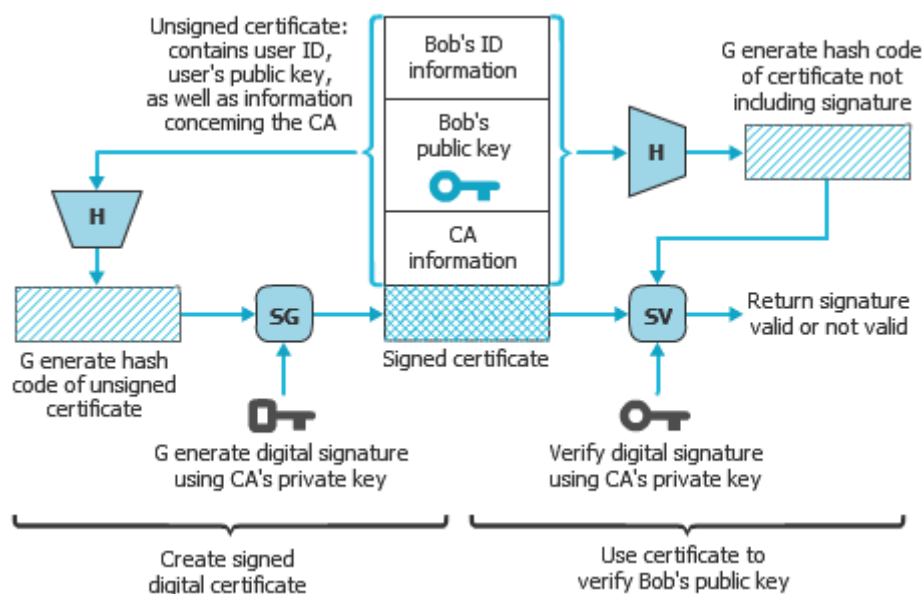 Unsigned certificate:
contains user ID,
user's public key,
as well as information
conceming the CA
Bob's ID
information
Bob's
public key
CA
information
Signed certificate
H
G enerate hash
code of unsigned
certificate
SG
G enerate digital signature
using CA's private key
H
G enerate hash code
of certificate not
including signature
SV
Return signature
valid or not valid
Verify digital signature
using CA's private key
Create signed
digital certificate
Use certificate to
verify Bob's public key